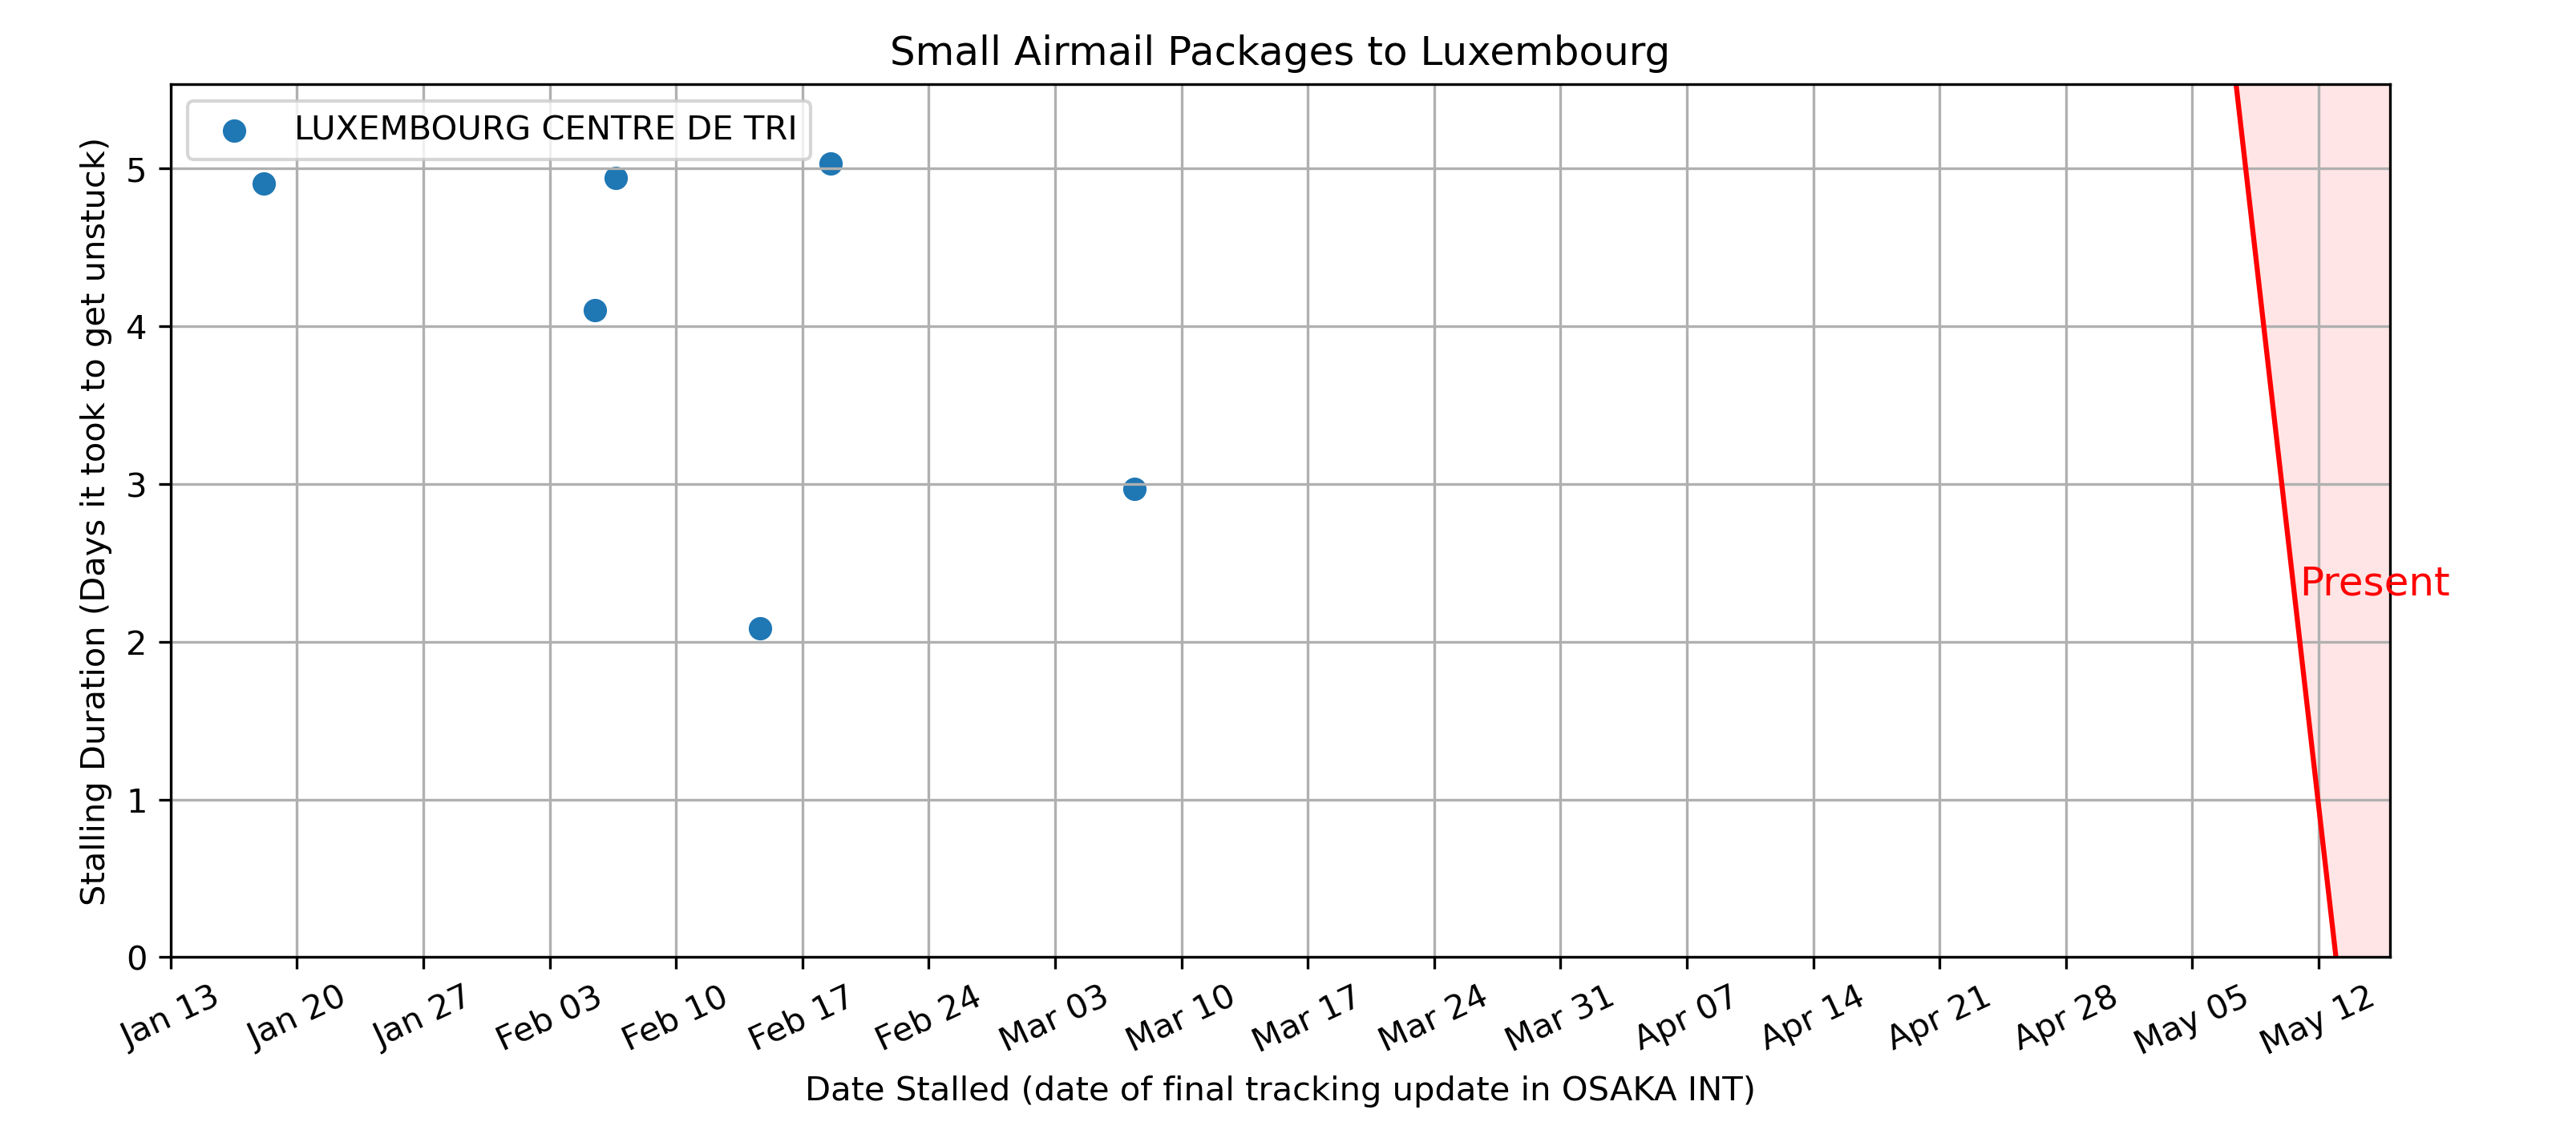 Small Airmail Packages to Luxembourg
LUXEMBOURG CENTRE DE TRI
Stalling Duration (Days it took to get unstuck)
5
4
3
2
1
0
Present
Jan 13
Jan 20
Jan 27
Feb 03
Feb 10
Feb 17
Feb 24
Mar 03
Mar 10
Mar 17
Mar 24
Mar 31
Apr 07
Apr 14
Apr 21
Apr 28
May 05
May 12
Date Stalled (date of final tracking update in OSAKA INT)